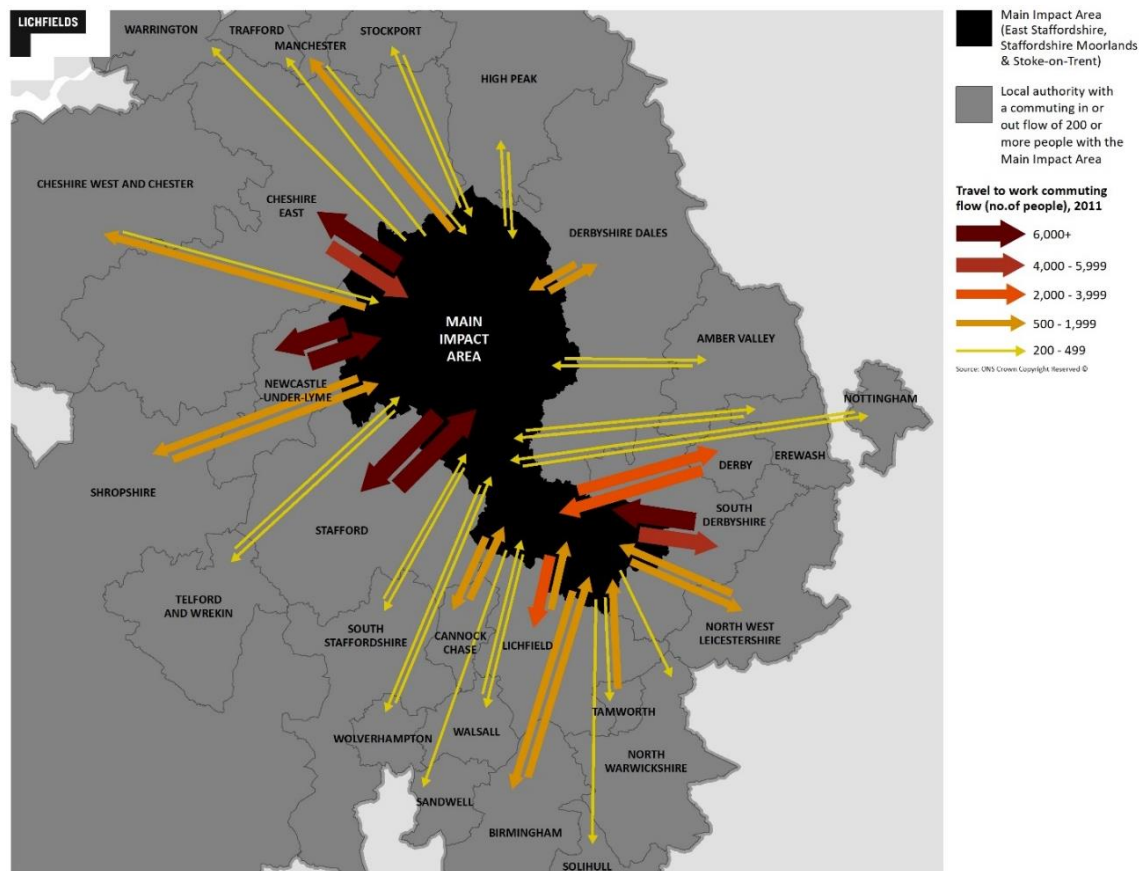 LICHFIELDS
WARRINGTON
TRAFFORD
MANCHESTER
STOCKPORT
HIGH PEAK
CHESHIRE WEST AND CHESTER
CHESHIRE
EAST
DERBYSHIRE DALES
MAIN
IMPACT
AREA
AMBER VALLEY
NEWCASTLE
UNDER-LYME
NOTTINGHAM
SHROPSHIRE
DERBY
EREWASH
STAFFORD
SOUTH
DERBYSHIRE
TELFORD
AND WREKIN
SOUTH
STAFFORDSHIRE
CANNOCK
CHASE
LICHFIELD
NORTH WEST
LEICESTERSHIRE
TAMWORTH
WOLVERHAMPTON
WALSALL
NORTH
WARWICKSHIRE
SANDWELL
BIRMINGHAM
SOLIHULL
Main Impact Area
(East Staffordshire,
Staffordshire Moorlands
& Stoke-on-Trent)
Local authority with
a commuting in or
out flow of 200 or
more people with the
Main Impact Area
Travel to work commuting
flow (no.of people), 2011
6,000+
4,000 - 5,999
2,000 - 3,999
500 - 1,999
200 - 499
Source: ONS Crown Copyright Reserved ©